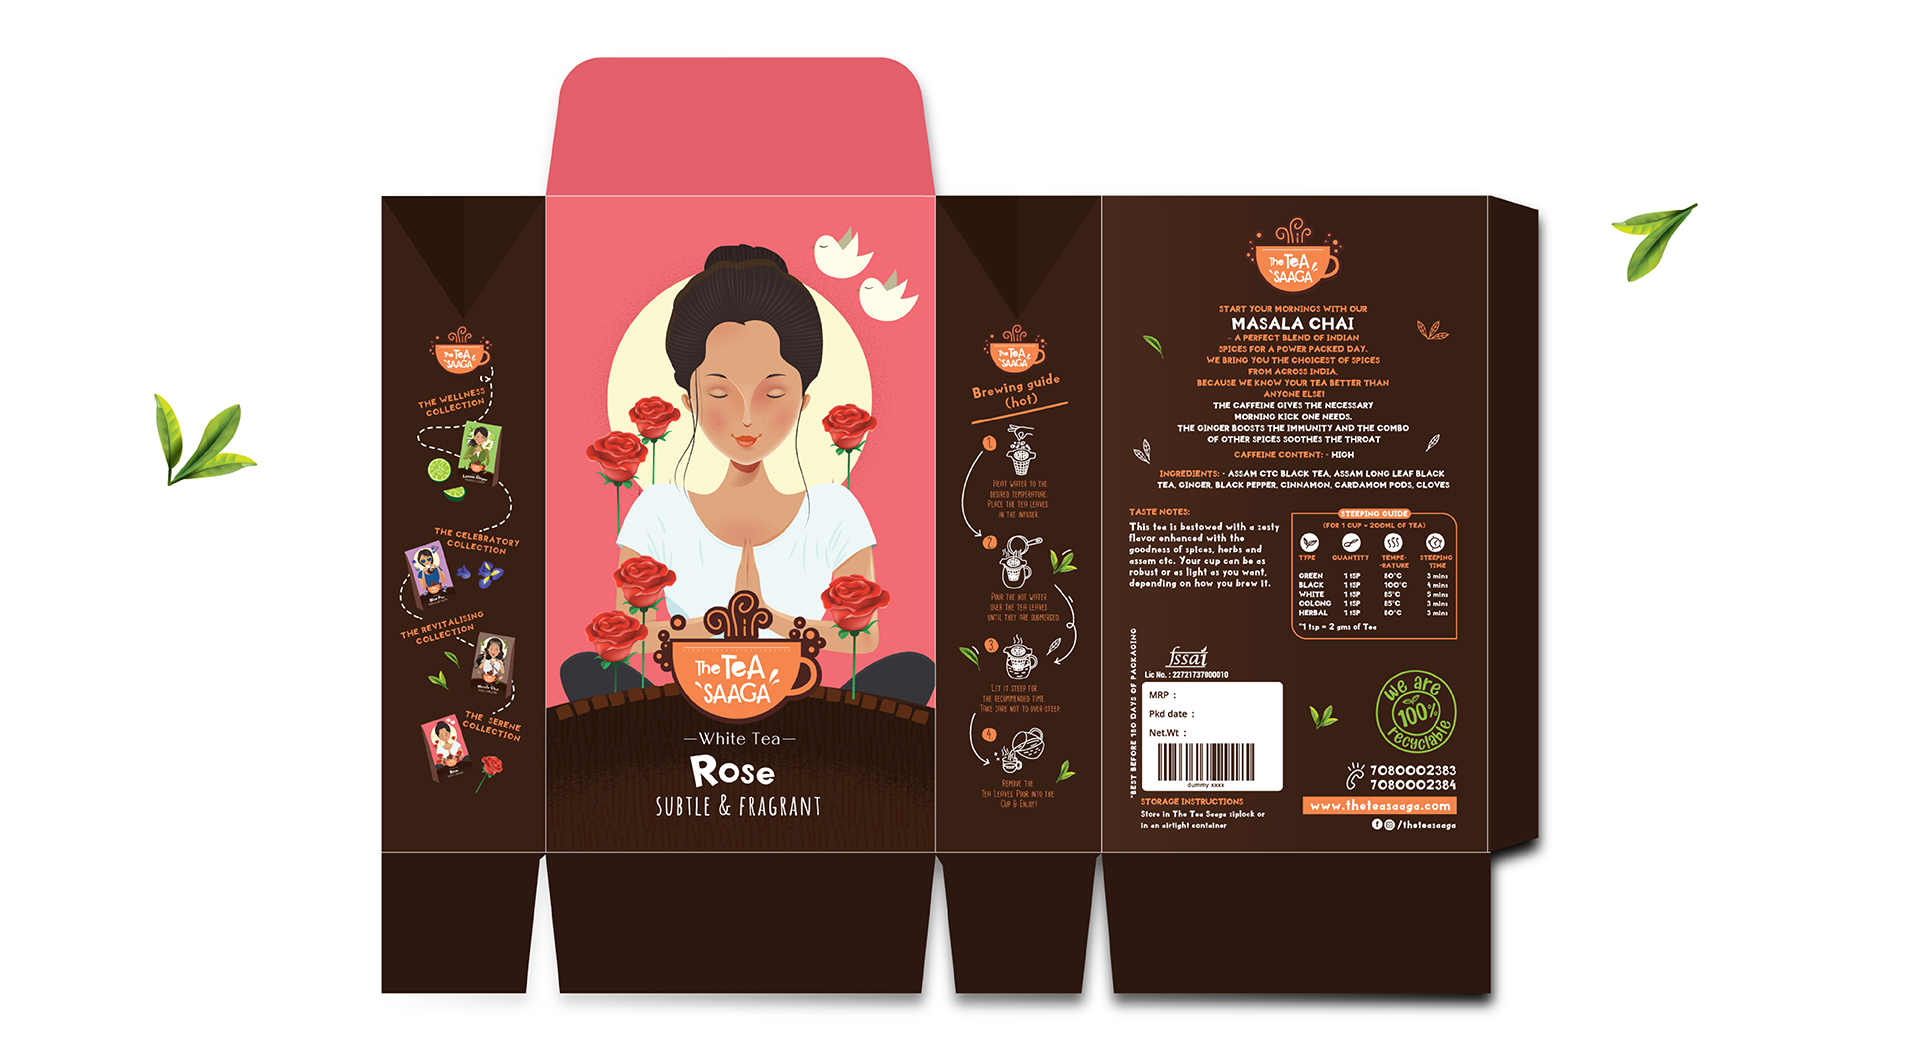 The TeA
SAAGA
THE WELLNESS
COLLECTION
Lemon Ginger
THE CELEBRATORY
COLLECTION
Blue Pea
THE REVITALISING
COLLECTION
Masala Chai
THE SERENE
COLLECTION
Rose
The TeA
SAAGA
—White Tea—
Rose
SUBTLE & FRAGRANT
The TeA
SAAGA
Brewing guide
(hot)
1
HEAT WATER TO THE
DESIRED TEMPERATURE.
PLACE THE TEA LEAVES
IN THE INFUSER.
2
POUR THE HOT WATER
OVER THE TEA LEAVES
UNTIL THEY ARE SUBMERGED.
3
LET IT STEEP FOR
THE RECOMMENDED TIME.
TAKE CARE NOT TO OVER-STEEP.
4
REMOVE THE
TEA LEAVES. POUR INTO THE
CUP & ENJOY!
The TeA
SAAGA
START YOUR MORNINGS WITH OUR
MASALA CHAI
– A PERFECT BLEND OF INDIAN
SPICES FOR A POWER PACKED DAY.
WE BRING YOU THE CHOICEST OF SPICES
FROM ACROSS INDIA,
BECAUSE WE KNOW YOUR TEA BETTER THAN
ANYONE ELSE!
THE CAFFEINE GIVES THE NECESSARY
MORNING KICK ONE NEEDS.
THE GINGER BOOSTS THE IMMUNITY AND THE COMBO
OF OTHER SPICES SOOTHES THE THROAT
CAFFEINE CONTENT: - HIGH
INGREDIENTS: - ASSAM CTC BLACK TEA, ASSAM LONG LEAF BLACK
TEA, GINGER, BLACK PEPPER, CINNAMON, CARDAMOM PODS, CLOVES
TASTE NOTES:
This tea is bestowed with a zesty
flavor enhanced with the
goodness of spices, herbs and
assam ctc. Your cup can be as
robust or as light as you want,
depending on how you brew it.
STEEPING GUIDE
(FOR 1 CUP = 200ML OF TEA)
TYPE QUANTITY TEMPE-
-RATURE STEEPING
TIME
GREEN 1 tSP 80°C 3 mins
BLACK 1 tSP 100°C 4 mins
WHITE 1 tSP 85°C 5 mins
OOLONG 1 tSP 85°C 3 mins
HERBAL 1 tSP 80°C 3 mins
*1 tsp = 2 gms of Tea
*BEST BEFORE 180 DAYS OF PACKAGING
fssai
Lic No. : 22721737000010
MRP :
Pkd date :
Net.Wt :
dummy xxxx
STORAGE INSTRUCTIONS
Store in The Tea Saaga ziplock or
in an airtight container
we are
100%
recyclable
7080002383
7080002384
www.theteasaaga.com
/theteasaaga